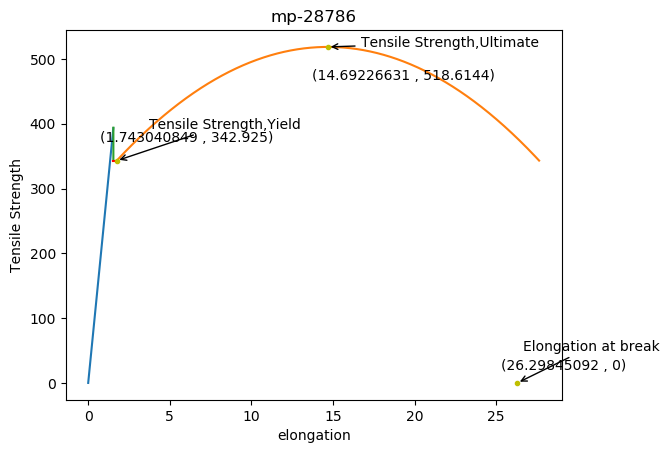 mp-28786
Tensile Strength,Ultimate
(14.69226631 , 518.6144)
Tensile Strength,Yield
(1.743040849 , 342.925)
Elongation at break
(26.29845092 , 0)
Tensile Strength
500
400
300
200
100
0
0 5 10 15 20 25
elongation